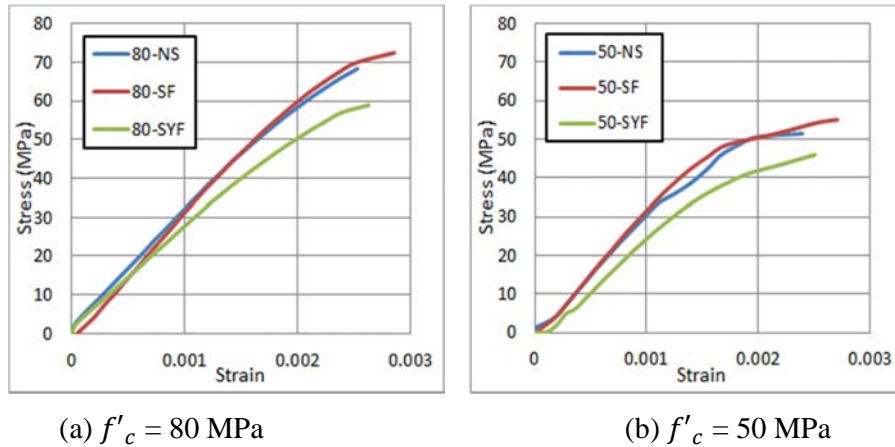 80
70
60
50
40
30
20
10
0
Stress (MPa)
80-NS
80-SF
80-SYF
0 0.001 0.002 0.003
Strain
(a) f'c = 80 MPa
80
70
60
50
40
30
20
10
0
Stress (MPa)
50-NS
50-SF
50-SYF
0 0.001 0.002 0.003
Strain
(b) f'c = 50 MPa